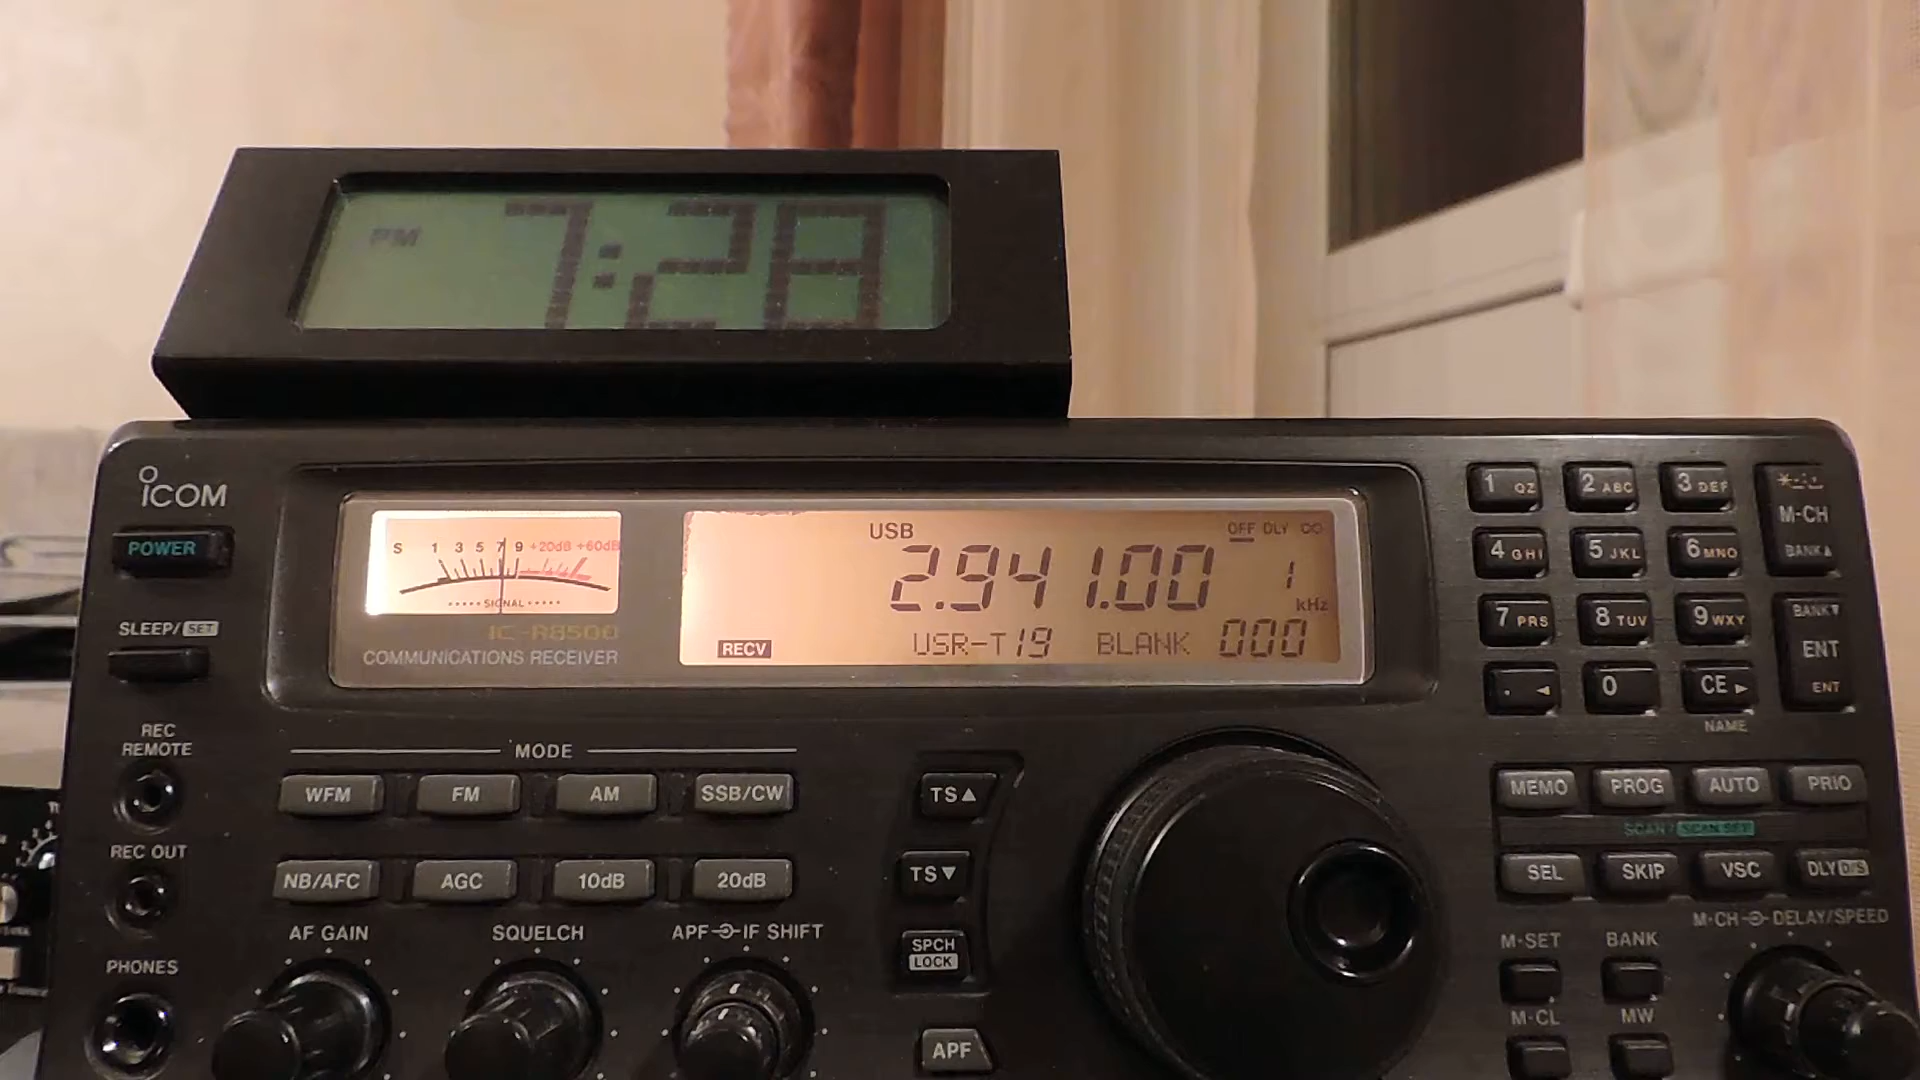 PM 7:28
ICOM
POWER
SLEEP/SET
REC
REMOTE
REC OUT
PHONES
S 1 3 5 7 9 +20dB +60dB
SIGNAL
IC-R8500
COMMUNICATIONS RECEIVER
USB OFF DLY ∞
2.941.00 1 kHz
RECV USR-T19 BLANK 000
MODE
WFM FM AM SSB/CW
NB/AFC AGC 10dB 20dB
AF GAIN SQUELCH APF IF SHIFT
TS▲
TS▼
SPCH
LOCK
APF
1 QZ 2 ABC 3 DEF
4 GHI 5 JKL 6 MNO
7 PRS 8 TUV 9 WXY
. ◄ 0 CE ►
NAME
M-CH
BANK▲
BANK▼
ENT
ENT
MEMO PROG AUTO PRIO
SCAN / SCAN SET
SEL SKIP VSC DLY D/S
M-CH DELAY/SPEED
M-SET BANK
M-CL MW